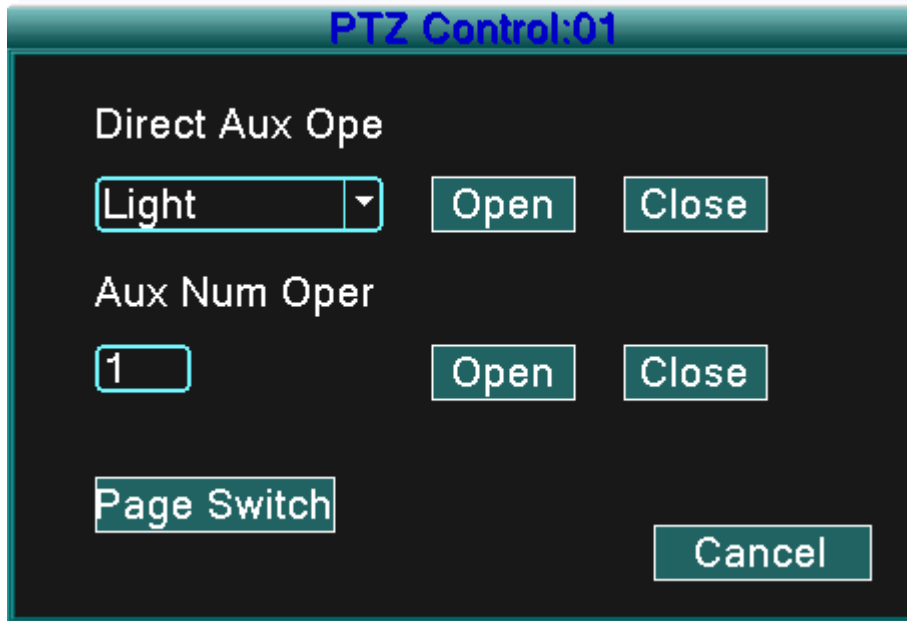 PTZ Control:01
Direct Aux Ope
Light Open Close
Aux Num Oper
1 Open Close
Page Switch
Cancel